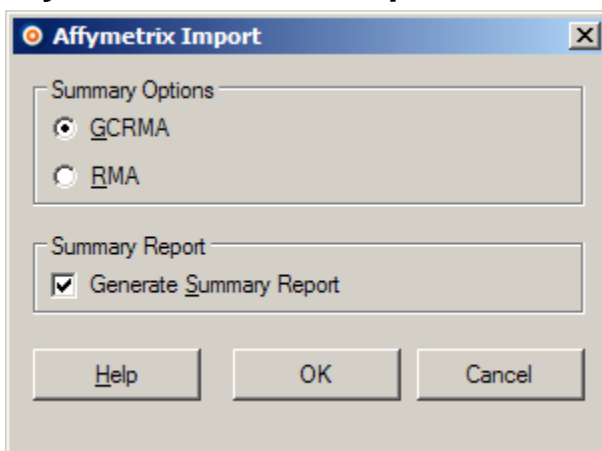 Affymetrix Import
Summary Options
GCRMA
RMA
Summary Report
Generate Summary Report
Help
OK
Cancel